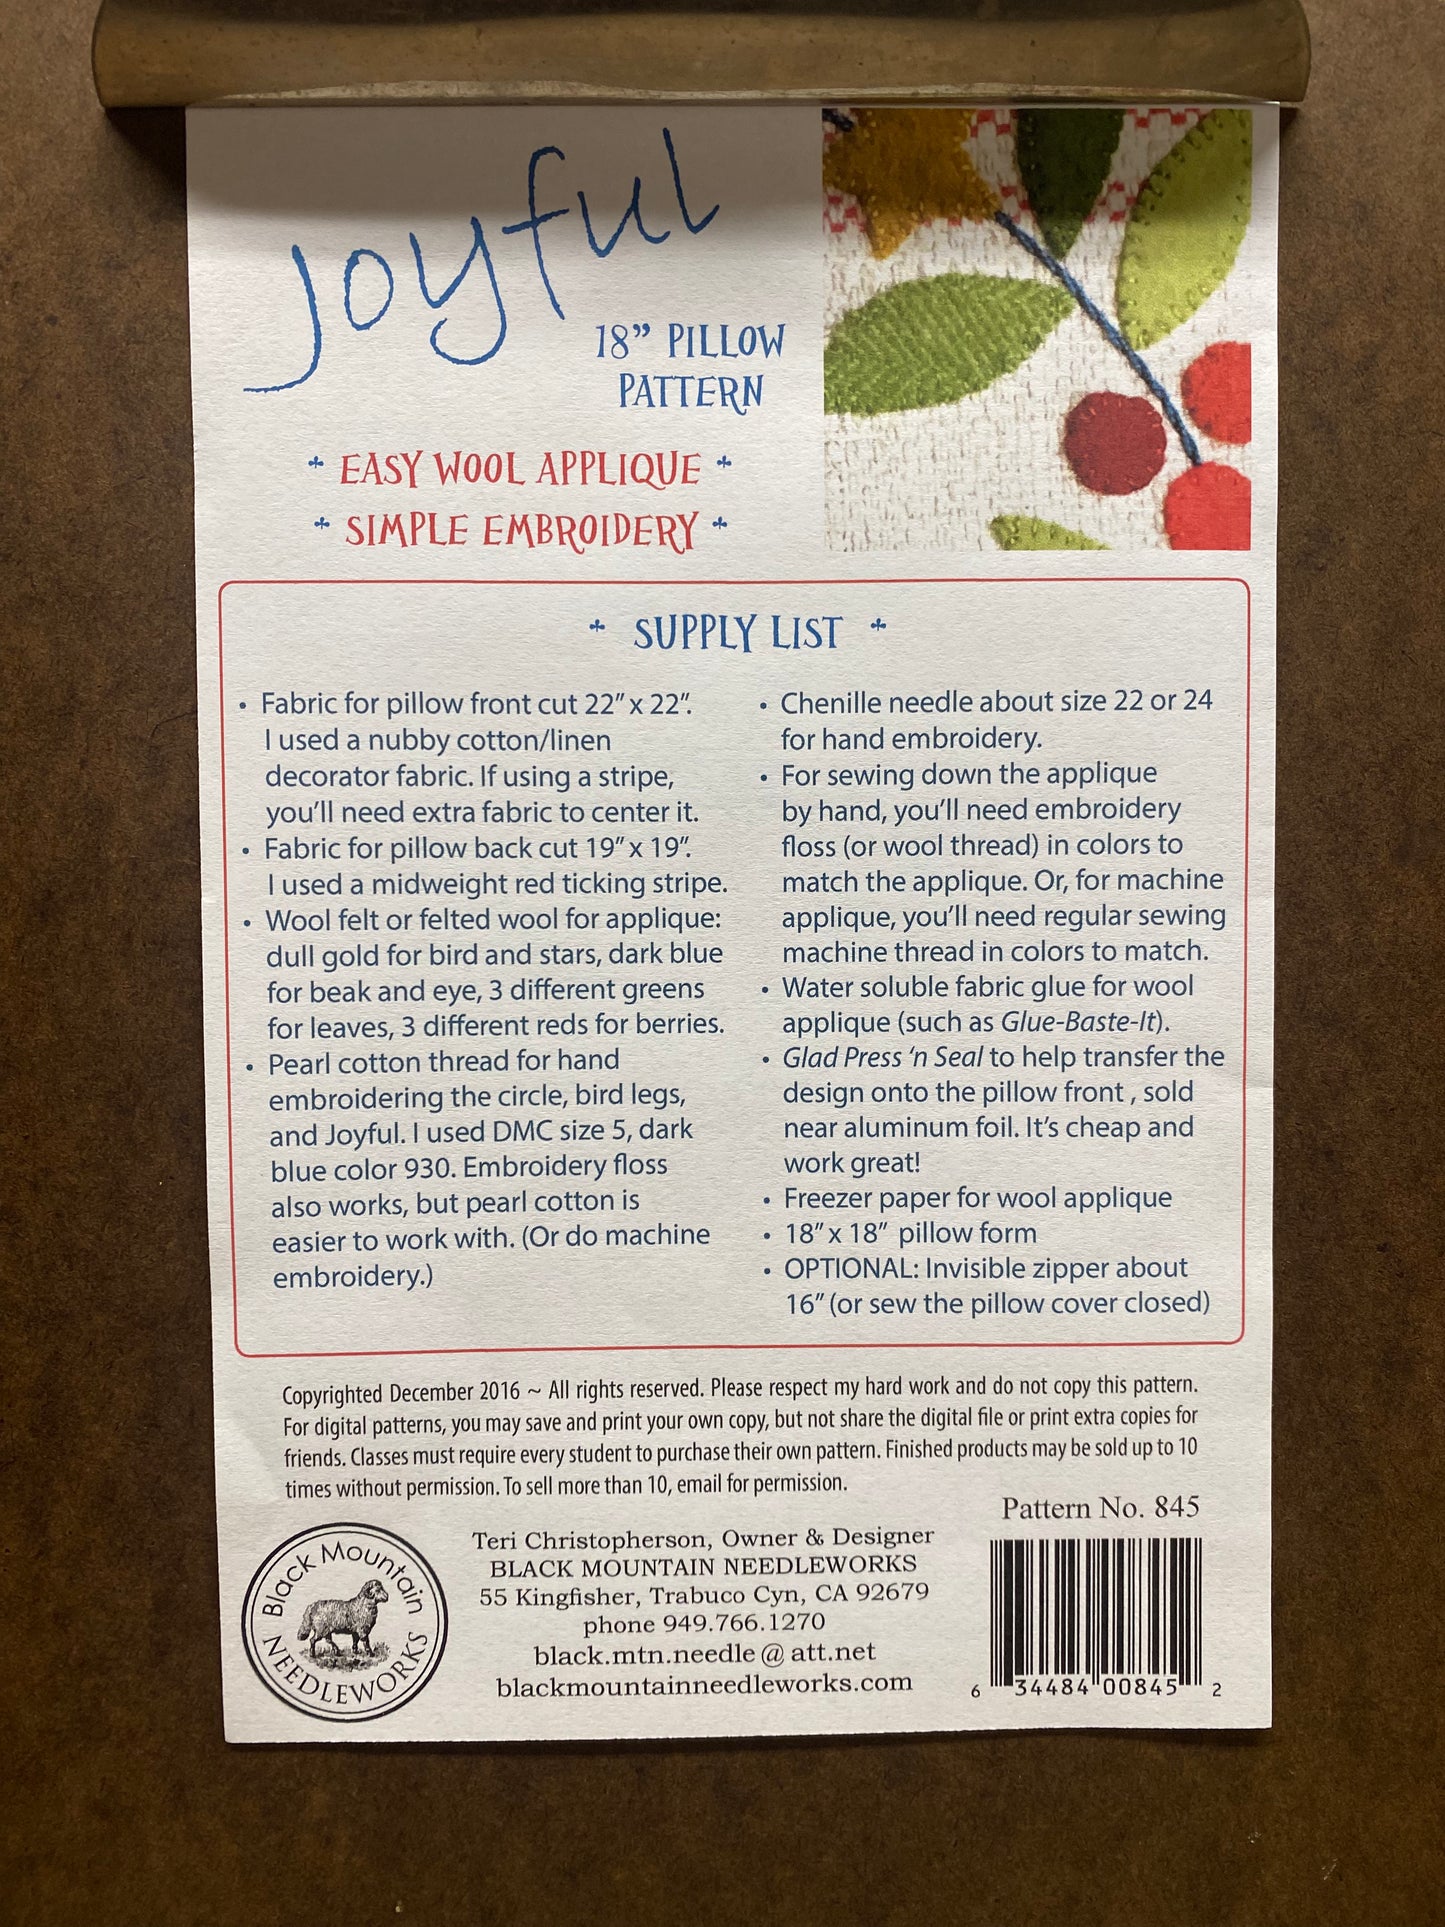 Joyful
18” PILLOW
PATTERN
EASY WOOL APPLIQUE
SIMPLE EMBROIDERY
SUPPLY LIST
• Fabric for pillow front cut 22” x 22”.
I used a nubby cotton/linen
decorator fabric. If using a stripe,
you’ll need extra fabric to center it.
• Fabric for pillow back cut 19” x 19”.
I used a midweight red ticking stripe.
• Wool felt or felted wool for applique:
dull gold for bird and stars, dark blue
for beak and eye, 3 different greens
for leaves, 3 different reds for berries.
• Pearl cotton thread for hand
embroidering the circle, bird legs,
and Joyful. I used DMC size 5, dark
blue color 930. Embroidery floss
also works, but pearl cotton is
easier to work with. (Or do machine
embroidery.)
• Chenille needle about size 22 or 24
for hand embroidery.
• For sewing down the applique
by hand, you’ll need embroidery
floss (or wool thread) in colors to
match the applique. Or, for machine
applique, you’ll need regular sewing
machine thread in colors to match.
• Water soluble fabric glue for wool
applique (such as Glue-Baste-It).
• Glad Press ‘n Seal to help transfer the
design onto the pillow front , sold
near aluminum foil. It’s cheap and
work great!
• Freezer paper for wool applique
• 18” x 18” pillow form
• OPTIONAL: Invisible zipper about
16” (or sew the pillow cover closed)
Copyrighted December 2016 ~ All rights reserved. Please respect my hard work and do not copy this pattern.
For digital patterns, you may save and print your own copy, but not share the digital file or print extra copies for
friends. Classes must require every student to purchase their own pattern. Finished products may be sold up to 10
times without permission. To sell more than 10, email for permission.
Black Mountain
NEEDLEWORKS
Teri Christopherson, Owner & Designer
BLACK MOUNTAIN NEEDLEWORKS
55 Kingfisher, Trabuco Cyn, CA 92679
phone 949.766.1270
black.mtn.needle @ att.net
blackmountainneedleworks.com
Pattern No. 845
6 34484 00845 2